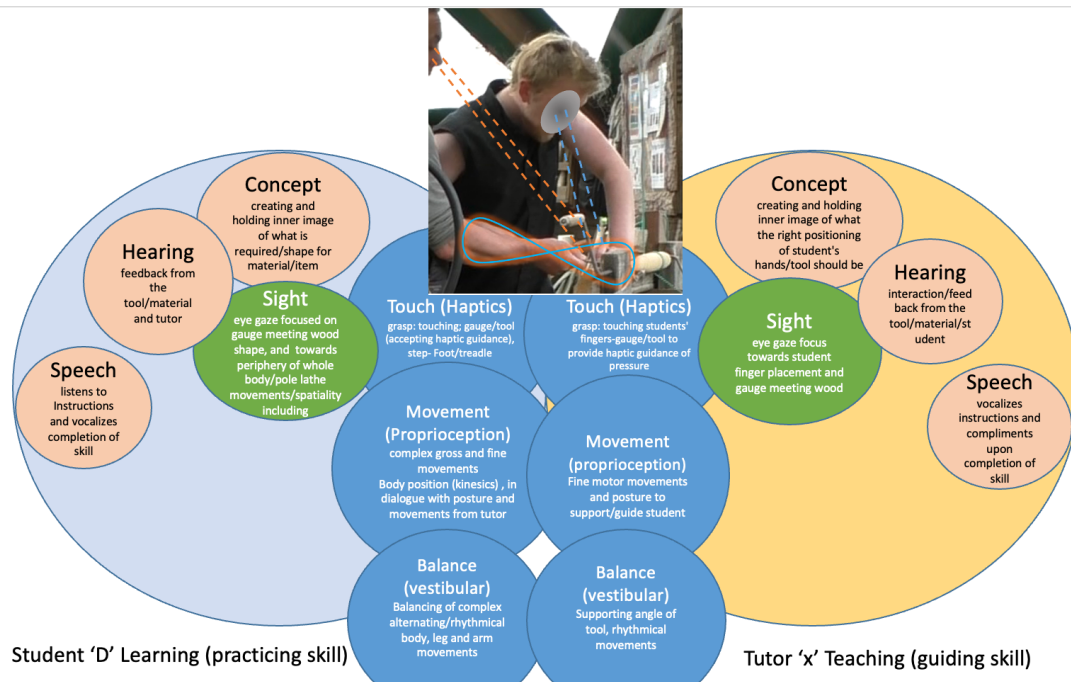 Concept
creating and
holding inner image
of what is
required/shape for
material/item
Hearing
feedback from
the
tool/material
and tutor
Sight
eye gaze focused on
gauge meeting wood
shape, and towards
periphery of whole
body/pole lathe
movements/spatiality
including
Speech
listens to
Instructions
and vocalizes
completion of
skill
Touch (Haptics)
grasp: touching; gauge/tool
(accepting haptic guidance),
step- Foot/treadle
Movement
(Proprioception)
complex gross and fine
movements
Body position (kinesics) , in
dialogue with posture and
movements from tutor
Balance
(vestibular)
Balancing of complex
alternating/rhythmical
body, leg and arm
movements
Student ‘D’ Learning (practicing skill)
Touch (Haptics)
grasp: touching students'
fingers-gauge/tool to
provide haptic guidance of
pressure
Movement
(proprioception)
Fine motor movements
and posture to
support/guide student
Balance
(vestibular)
Supporting angle of
tool, rhythmical
movements
Concept
creating and holding
inner image of what
the right positioning
of student's
hands/tool should be
Hearing
interaction/feed
back from the
tool/material/st
udent
Sight
eye gaze focus
towards student
finger placement and
gauge meeting wood
Speech
vocalizes
instructions and
compliments
upon
completion of
skill
Tutor ‘x’ Teaching (guiding skill)